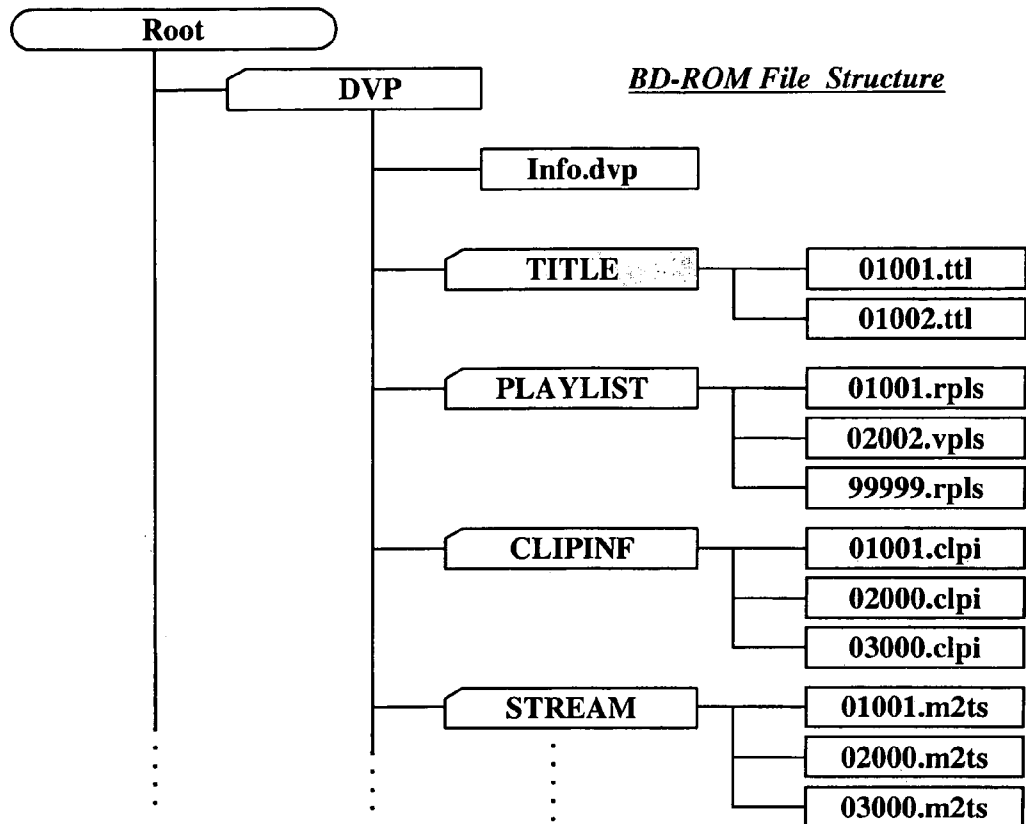 Root
BD-ROM File Structure
DVP
Info.dvp
TITLE
01001.ttl
01002.ttl
PLAYLIST
01001.rpls
02002.vpls
99999.rpls
CLIPINF
01001.clpi
02000.clpi
03000.clpi
STREAM
01001.m2ts
02000.m2ts
03000.m2ts